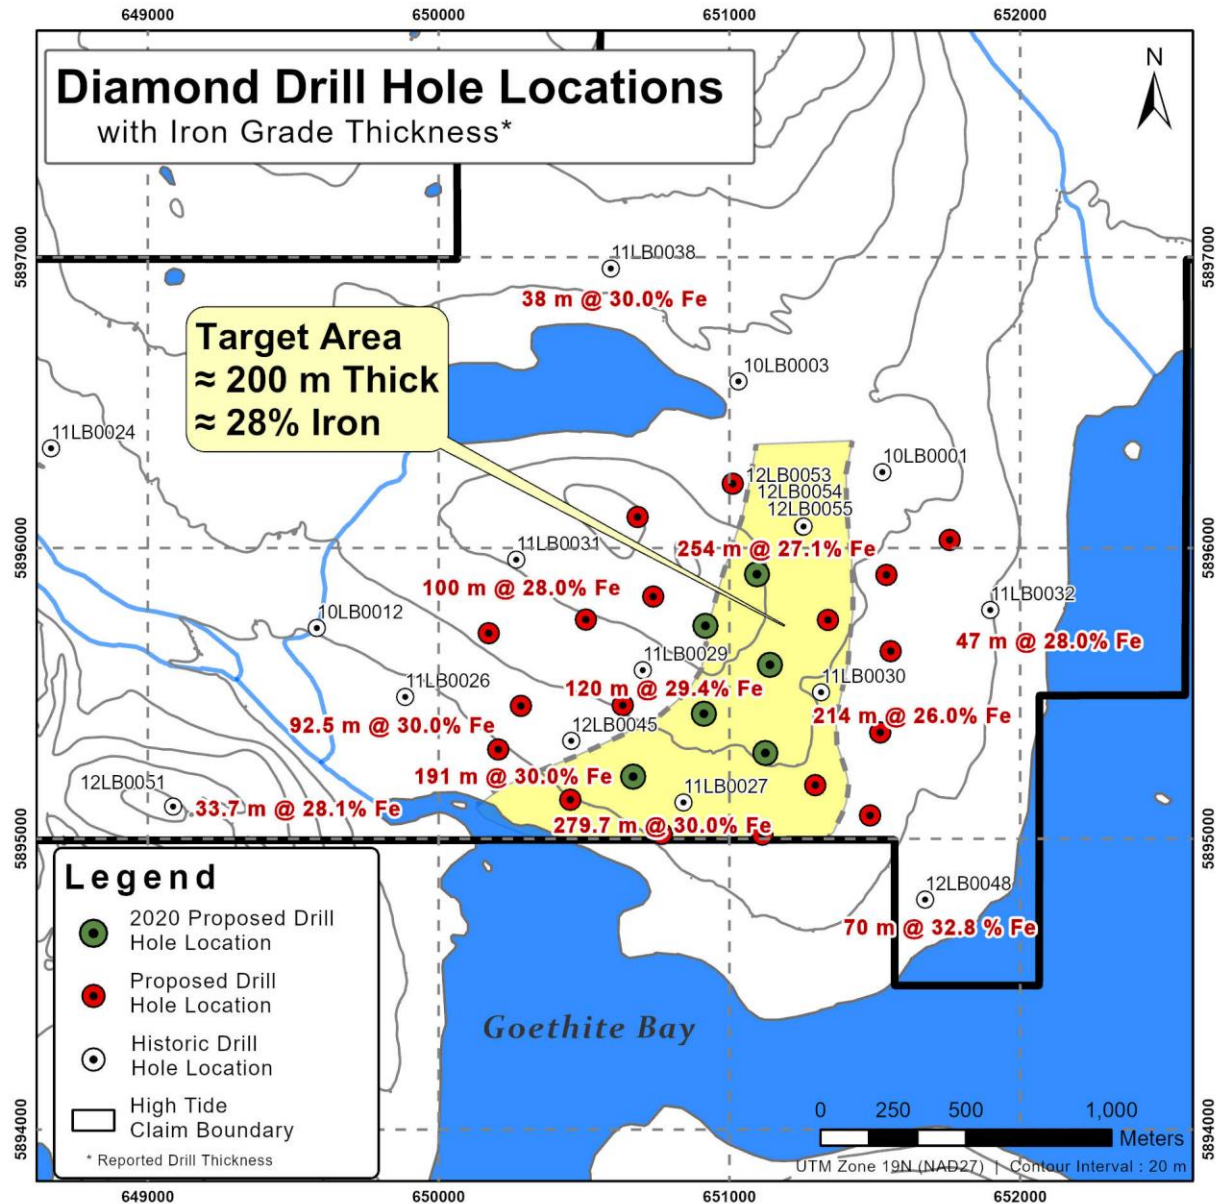 649000
650000
651000
652000
Diamond Drill Hole Locations
with Iron Grade Thickness*
N
5897000
5897000
11LB0038
38 m @ 30.0% Fe
Target Area
≈ 200 m Thick
≈ 28% Iron
10LB0003
11LB0024
10LB0001
12LB0053
12LB0054
12LB0055
5896000
5896000
254 m @ 27.1% Fe
11LB0031
100 m @ 28.0% Fe
10LB0012
11LB0032
47 m @ 28.0% Fe
11LB0029
120 m @ 29.4% Fe
11LB0030
214 m @ 26.0% Fe
11LB0026
92.5 m @ 30.0% Fe
12LB0045
191 m @ 30.0% Fe
12LB0051
33.7 m @ 28.1% Fe
11LB0027
279.7 m @ 30.0% Fe
5895000
5895000
12LB0048
70 m @ 32.8 % Fe
Legend
2020 Proposed Drill
Hole Location
Proposed Drill
Hole Location
Historic Drill
Hole Location
High Tide
Claim Boundary
* Reported Drill Thickness
Goethite Bay
0 250 500 1,000
Meters
UTM Zone 19N (NAD27) | Contour Interval : 20 m
5894000
5894000
649000
650000
651000
652000